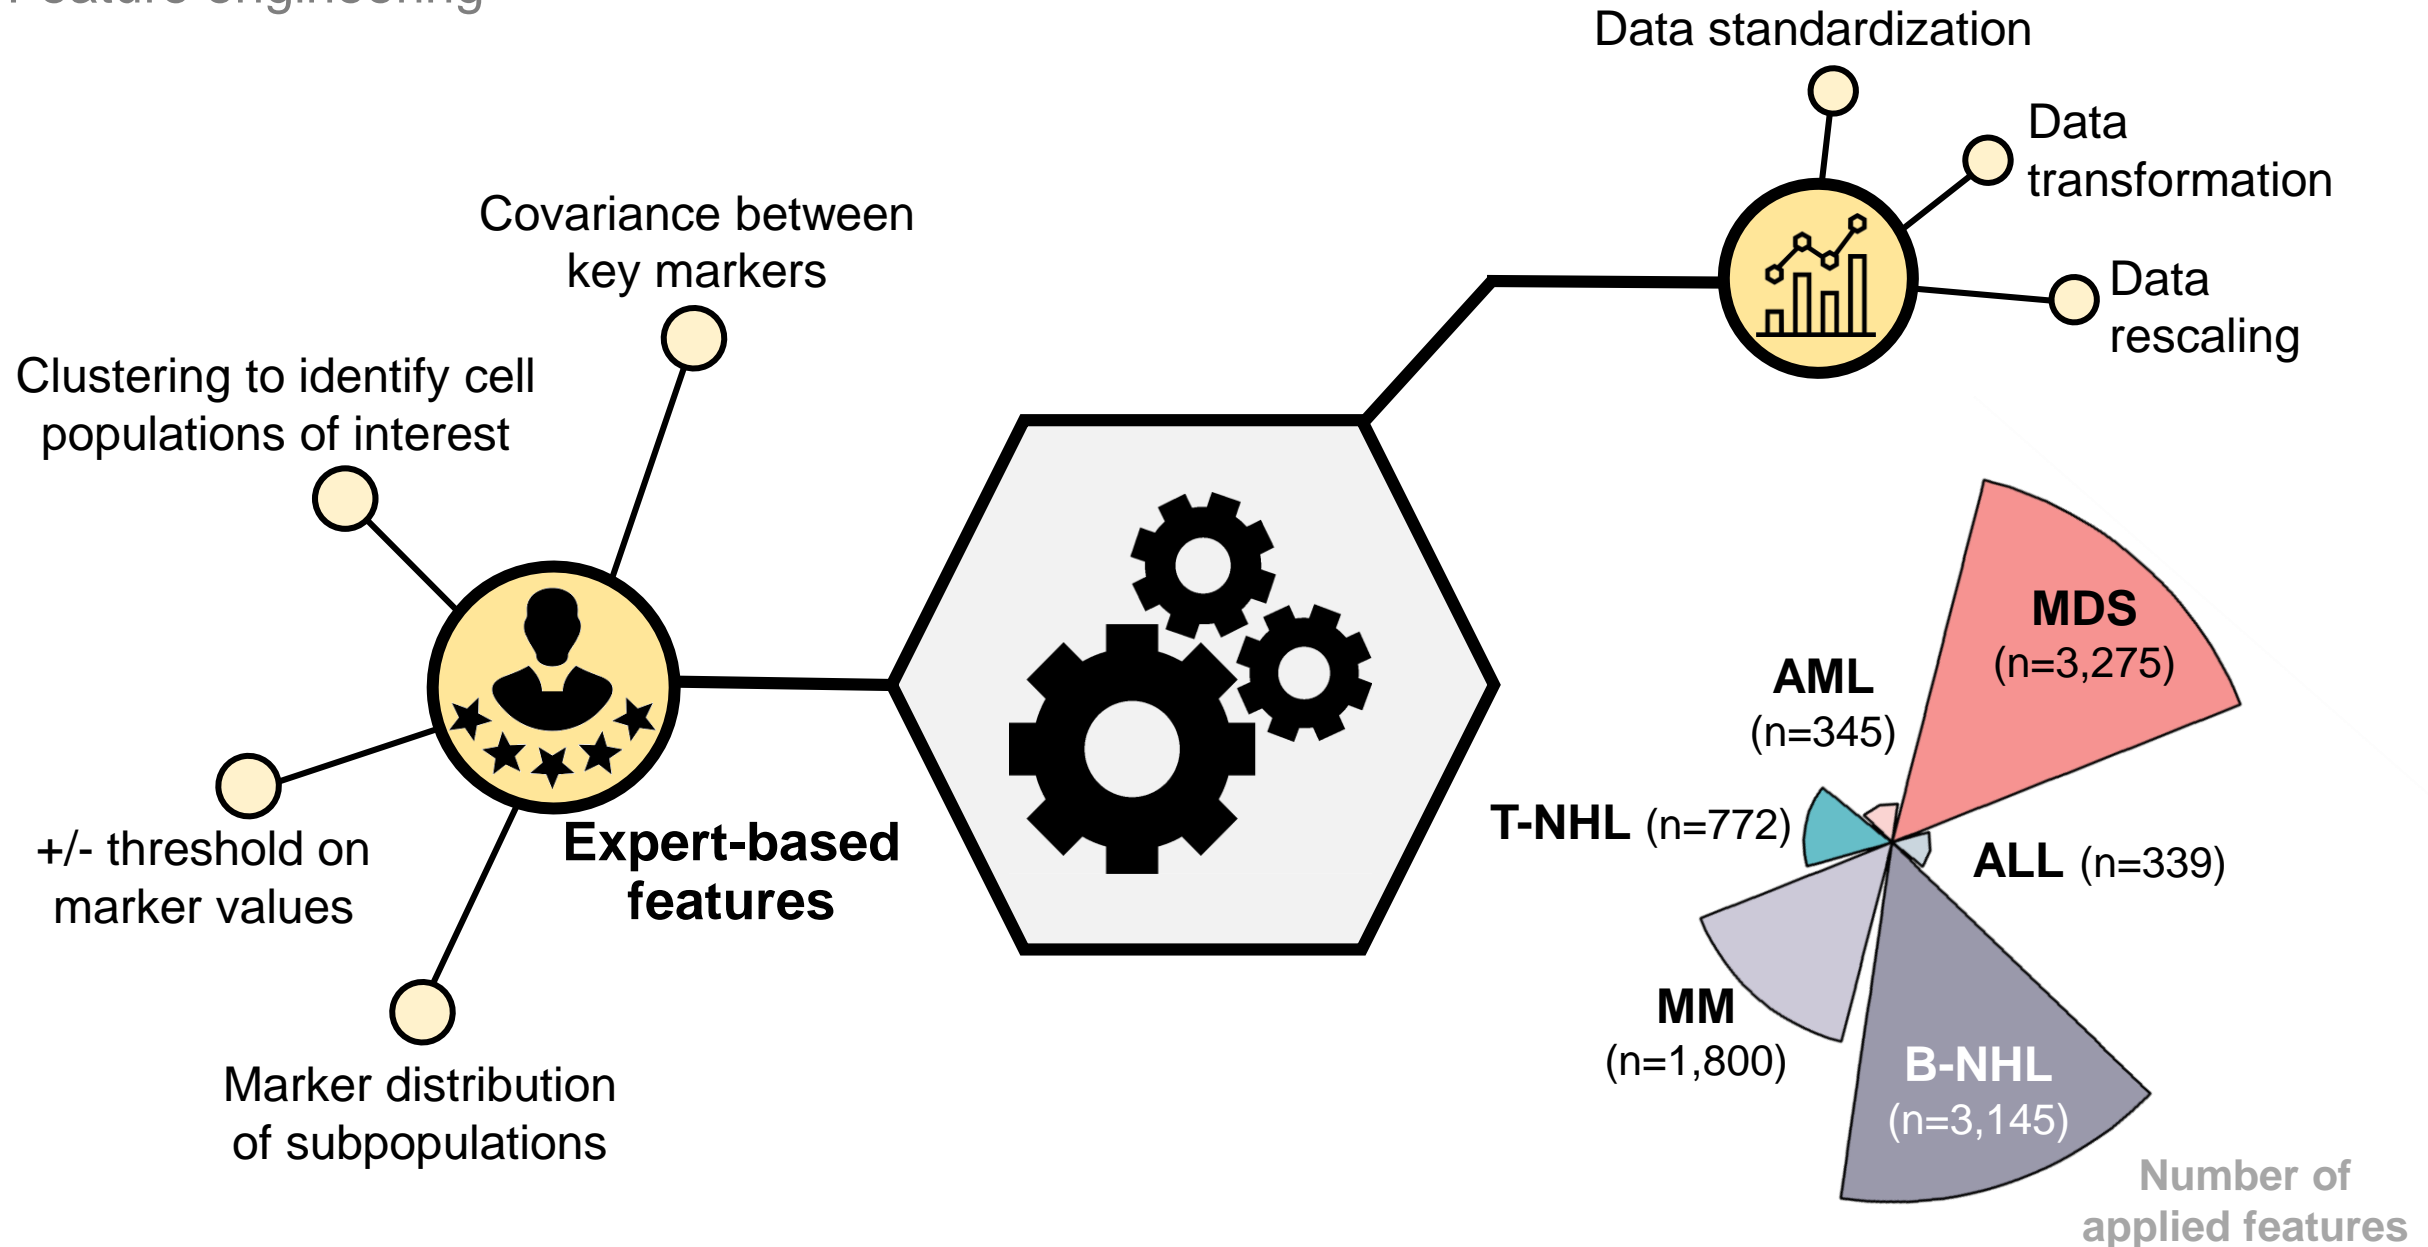 Feature engineering
Data standardization
Data
transformation
Data
rescaling
Covariance between
key markers
Clustering to identify cell
populations of interest
+/- threshold on
marker values
Expert-based
features
Marker distribution
of subpopulations
MDS
(n=3,275)
AML
(n=345)
T-NHL (n=772)
ALL (n=339)
MM
(n=1,800)
B-NHL
(n=3,145)
Number of
applied features